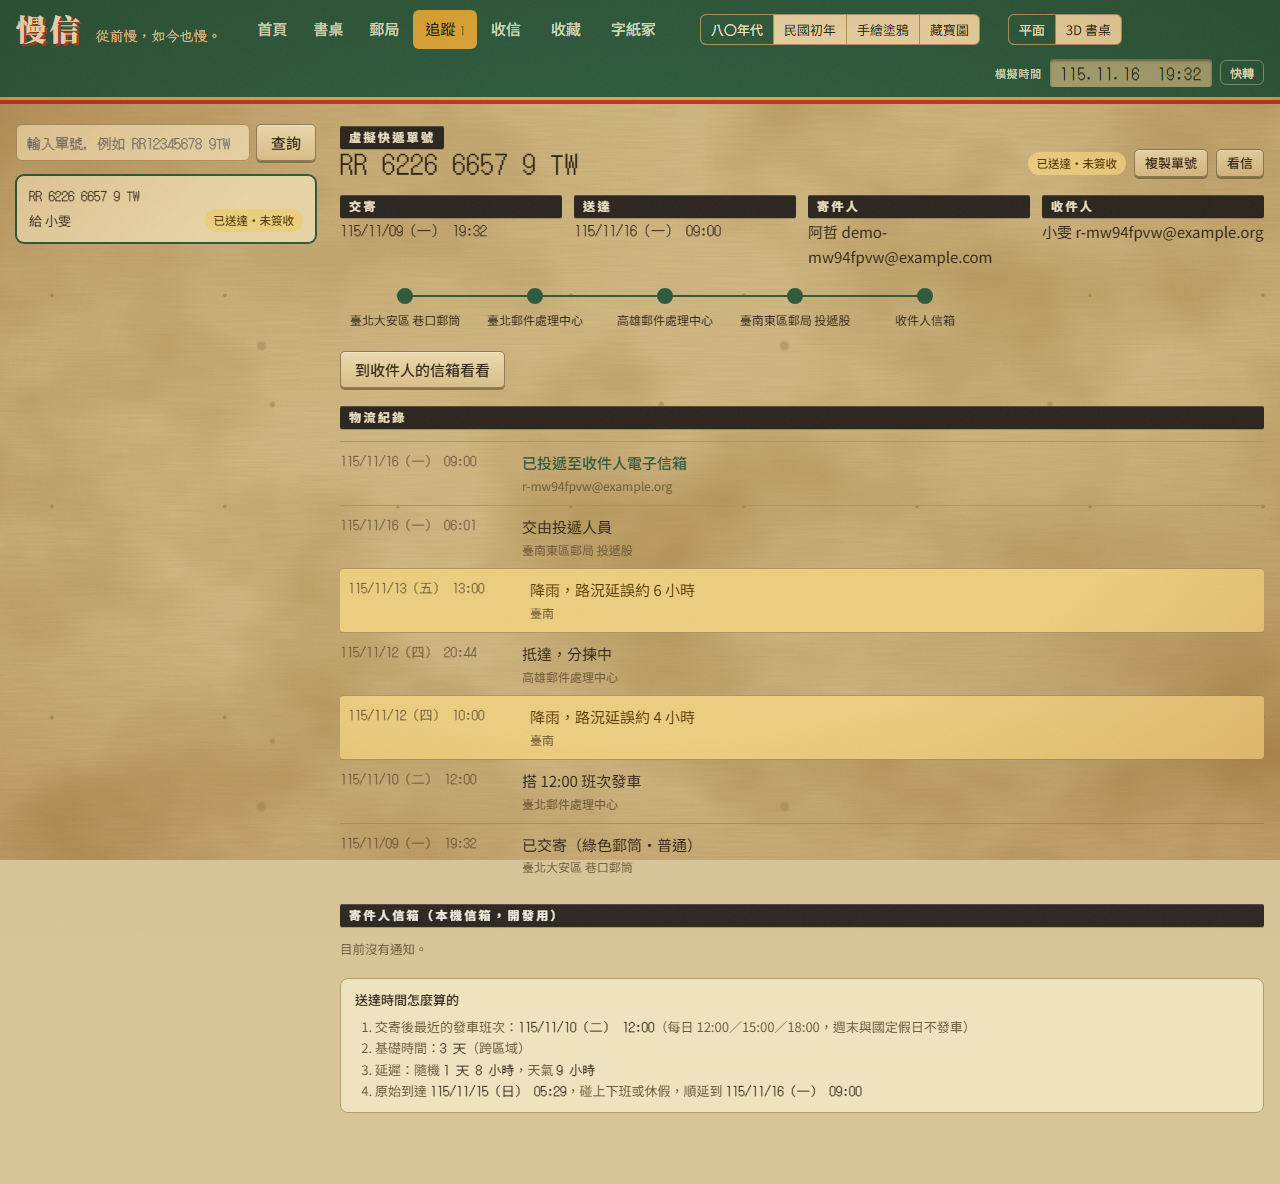 慢信 從前慢，如今也慢。 首頁 書桌 郵局 追蹤 1 收信 收藏 字紙冢 八〇年代 民國初年 手繪塗鴉 藏寶圖 平面 3D 書桌
模擬時間 115.11.16 19:32 快轉
輸入單號，例如 RR12345678 9TW 查詢
RR 6226 6657 9 TW
給 小雯 已送達・未簽收
虛擬快遞單號
RR 6226 6657 9 TW 已送達・未簽收 複製單號 看信
交寄 送達 寄件人 收件人
115/11/09（一） 19:32 115/11/16（一） 09:00 阿哲 demo- 小雯 r-mw94fpvw@example.org
mw94fpvw@example.com
臺北大安區 巷口郵筒 臺北郵件處理中心 高雄郵件處理中心 臺南東區郵局 投遞股 收件人信箱
到收件人的信箱看看
物流紀錄
115/11/16（一） 09:00 已投遞至收件人電子信箱
r-mw94fpvw@example.org
115/11/16（一） 06:01 交由投遞人員
臺南東區郵局 投遞股
115/11/13（五） 13:00 降雨，路況延誤約 6 小時
臺南
115/11/12（四） 20:44 抵達，分揀中
高雄郵件處理中心
115/11/12（四） 10:00 降雨，路況延誤約 4 小時
臺南
115/11/10（二） 12:00 搭 12:00 班次發車
臺北郵件處理中心
115/11/09（一） 19:32 已交寄（綠色郵筒・普通）
臺北大安區 巷口郵筒
寄件人信箱（本機信箱，開發用）
目前沒有通知。
送達時間怎麼算的
1. 交寄後最近的發車班次：115/11/10（二） 12:00（每日 12:00／15:00／18:00，週末與國定假日不發車）
2. 基礎時間：3 天（跨區域）
3. 延遲：隨機 1 天 8 小時，天氣 9 小時
4. 原始到達 115/11/15（日） 05:29，碰上下班或休假，順延到 115/11/16（一） 09:00